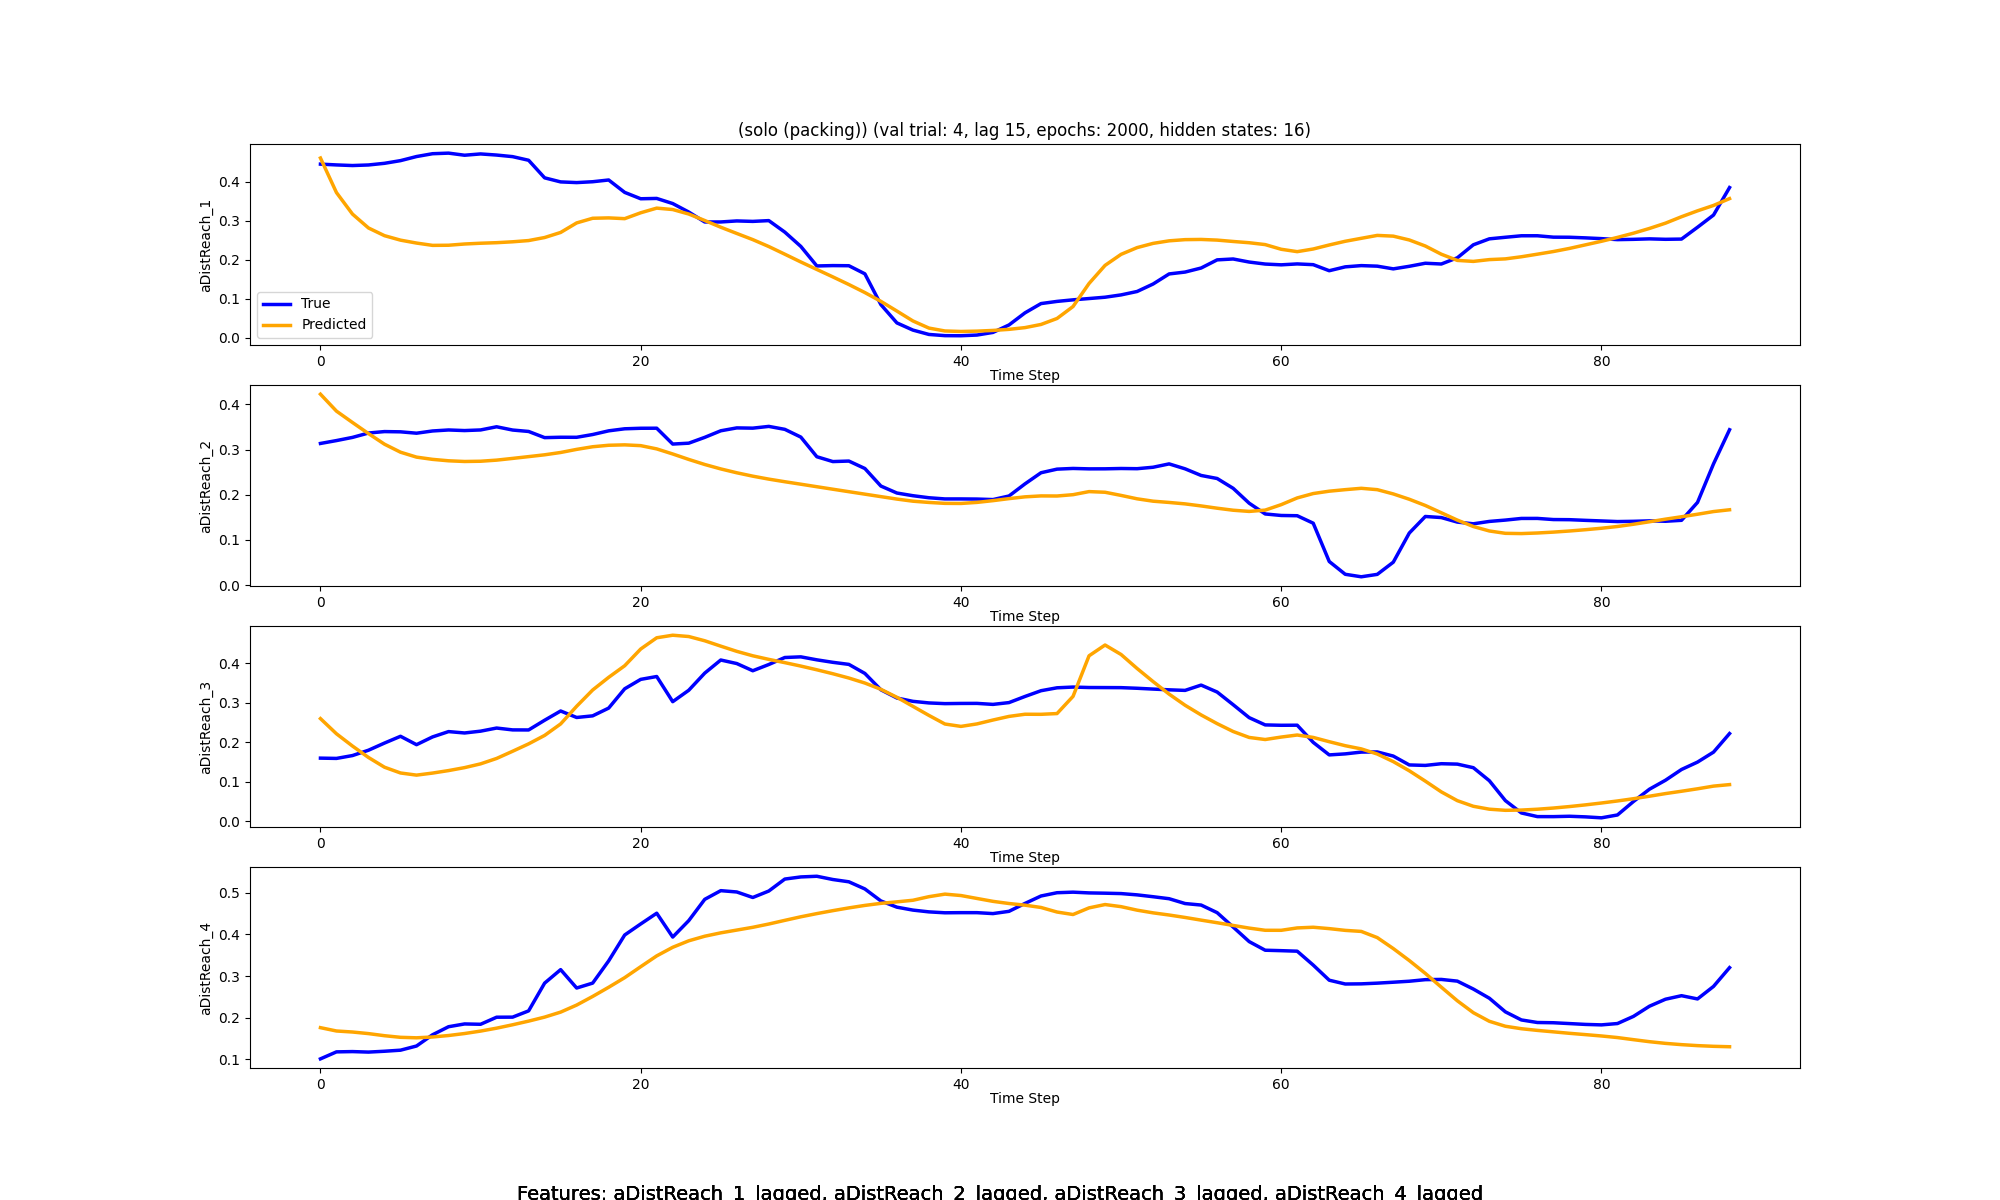 (solo (packing)) (val trial: 4, lag 15, epochs: 2000, hidden states: 16)
aDistReach_1
0.4
0.3
0.2
0.1
0.0
True
Predicted
0 20 40 60 80
Time Step
aDistReach_2
0.4
0.3
0.2
0.1
0.0
0 20 40 60 80
Time Step
aDistReach_3
0.4
0.3
0.2
0.1
0.0
0 20 40 60 80
Time Step
aDistReach_4
0.5
0.4
0.3
0.2
0.1
0 20 40 60 80
Time Step
Features: aDistReach_1_lagged, aDistReach_2_lagged, aDistReach_3_lagged, aDistReach_4_lagged